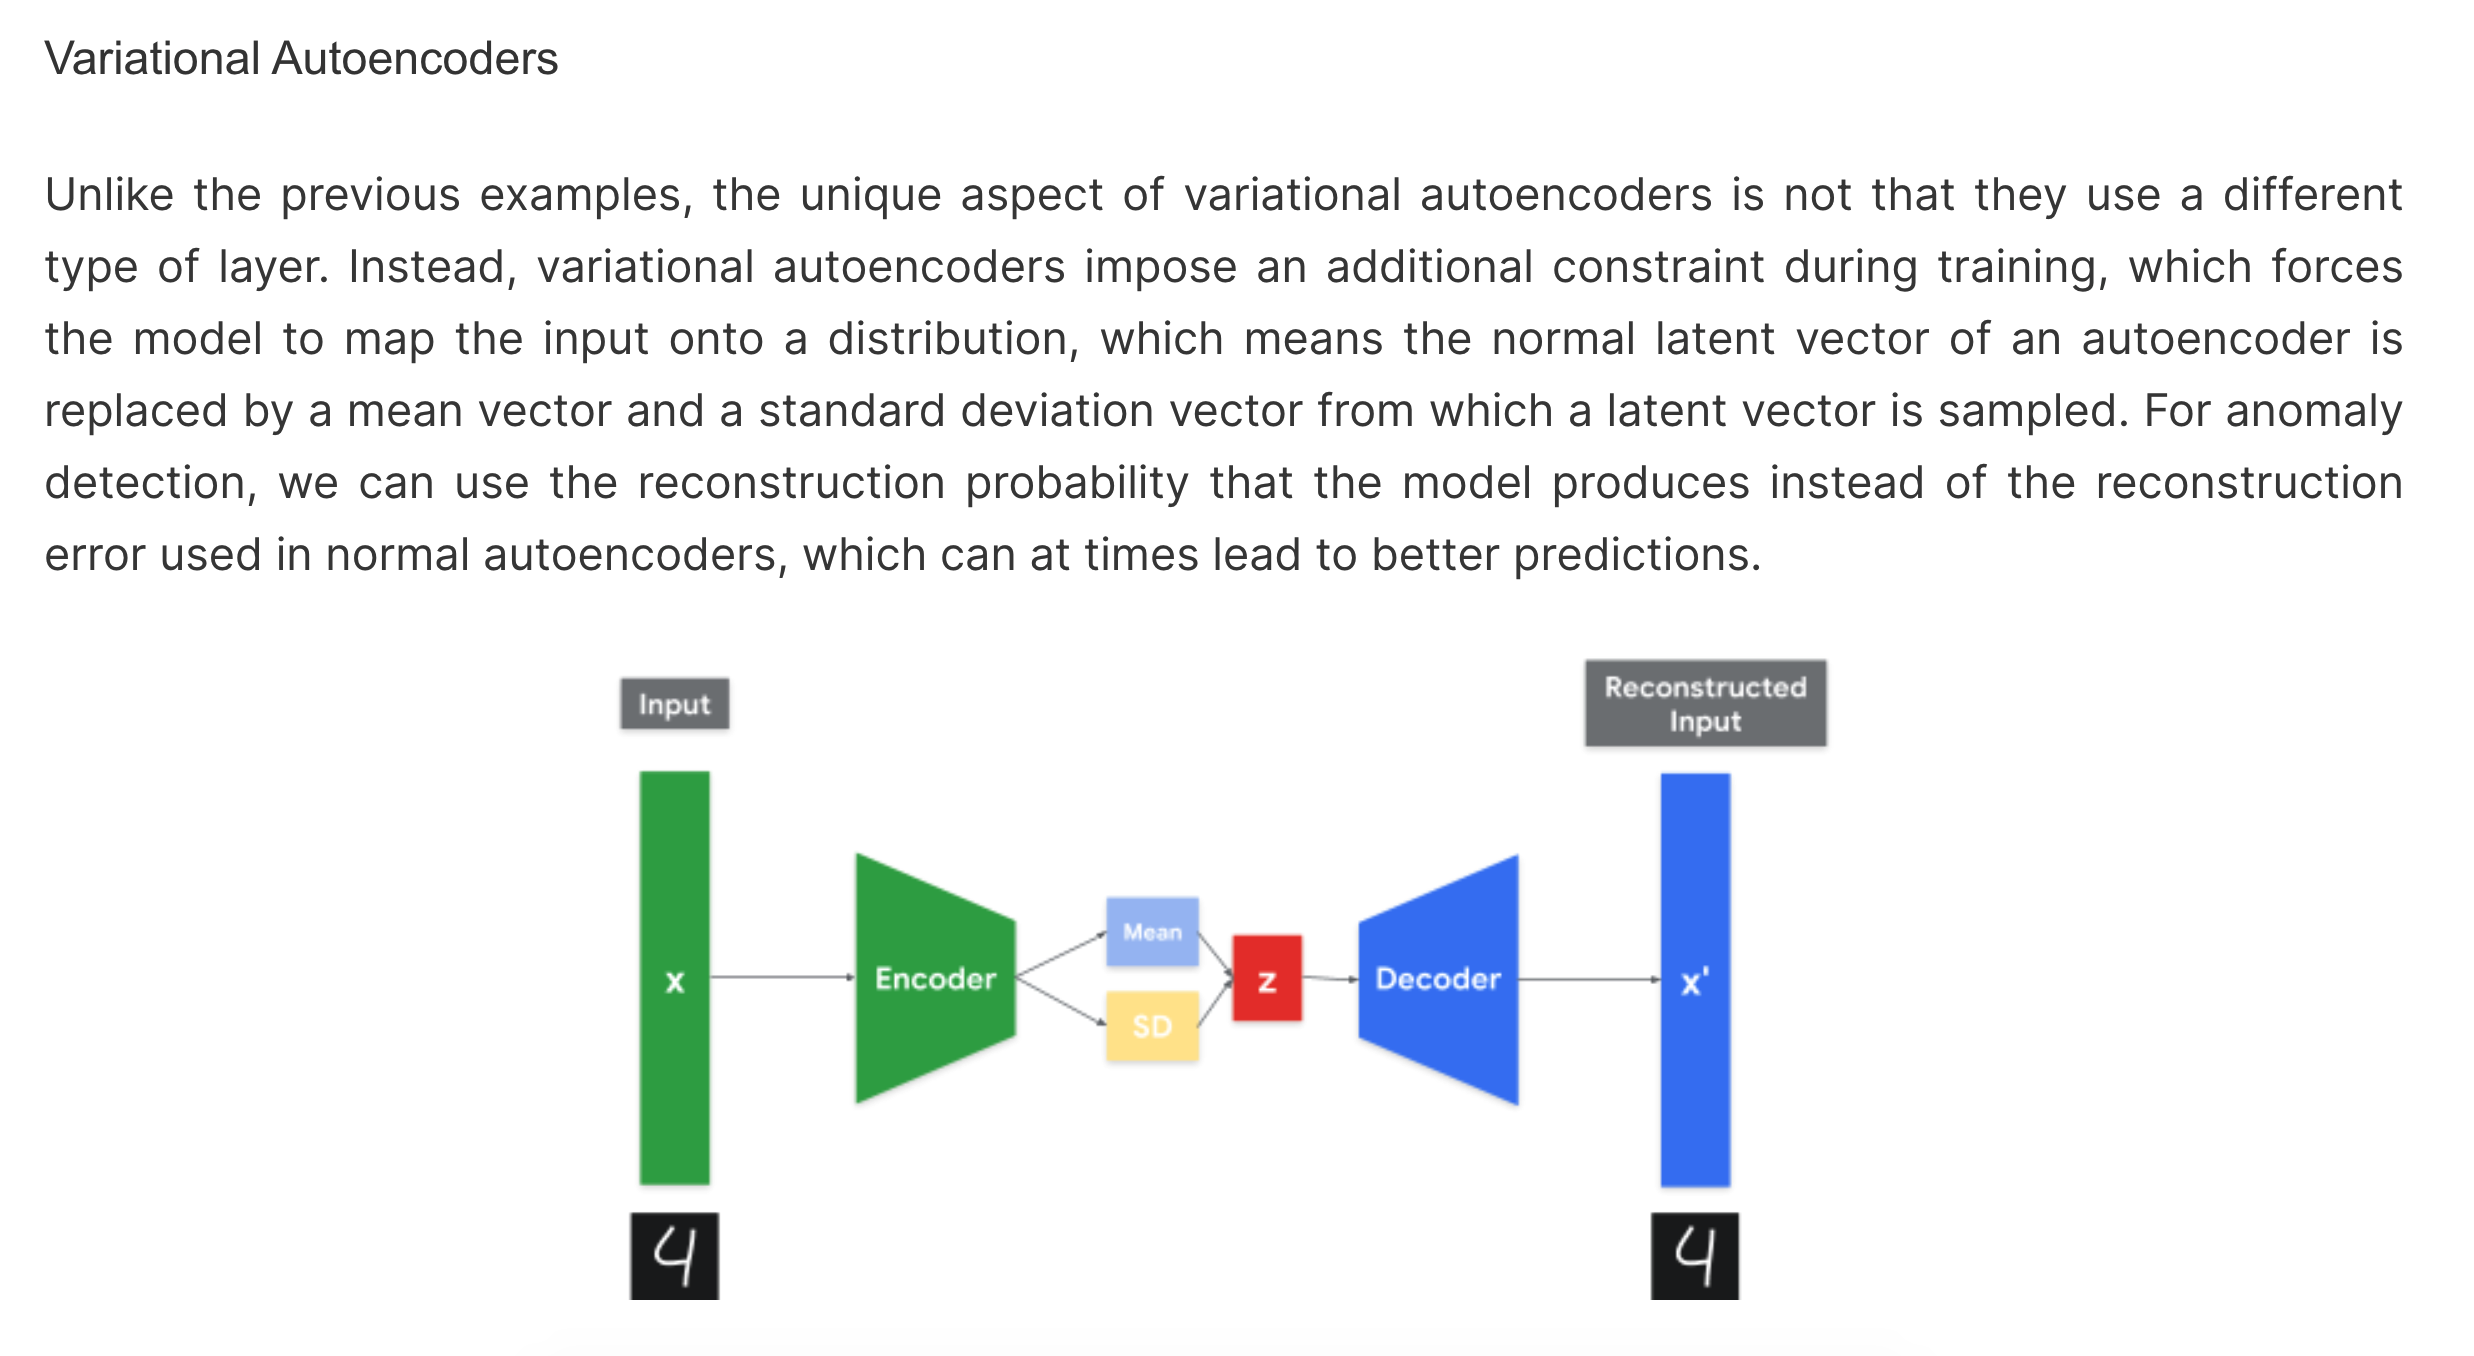 Variational Autoencoders
Unlike the previous examples, the unique aspect of variational autoencoders is not that they use a different
type of layer. Instead, variational autoencoders impose an additional constraint during training, which forces
the model to map the input onto a distribution, which means the normal latent vector of an autoencoder is
replaced by a mean vector and a standard deviation vector from which a latent vector is sampled. For anomaly
detection, we can use the reconstruction probability that the model produces instead of the reconstruction
error used in normal autoencoders, which can at times lead to better predictions.
Input
Reconstructed
Input
x
Encoder
Mean
SD
z
Decoder
x'
4
4